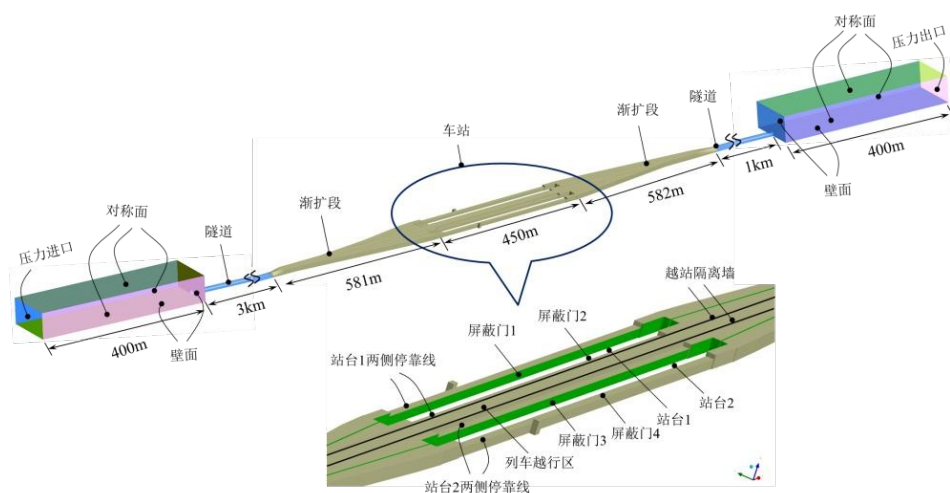 对称面
压力出口
隧道
渐扩段
车站
400m
1km
壁面
582m
渐扩段
450m
对称面
隧道
压力进口
581m
3km
400m
壁面
越站隔离墙
屏蔽门2
屏蔽门1
站台1两侧停靠线
站台2
站台1
屏蔽门4
屏蔽门3
列车越行区
站台2两侧停靠线